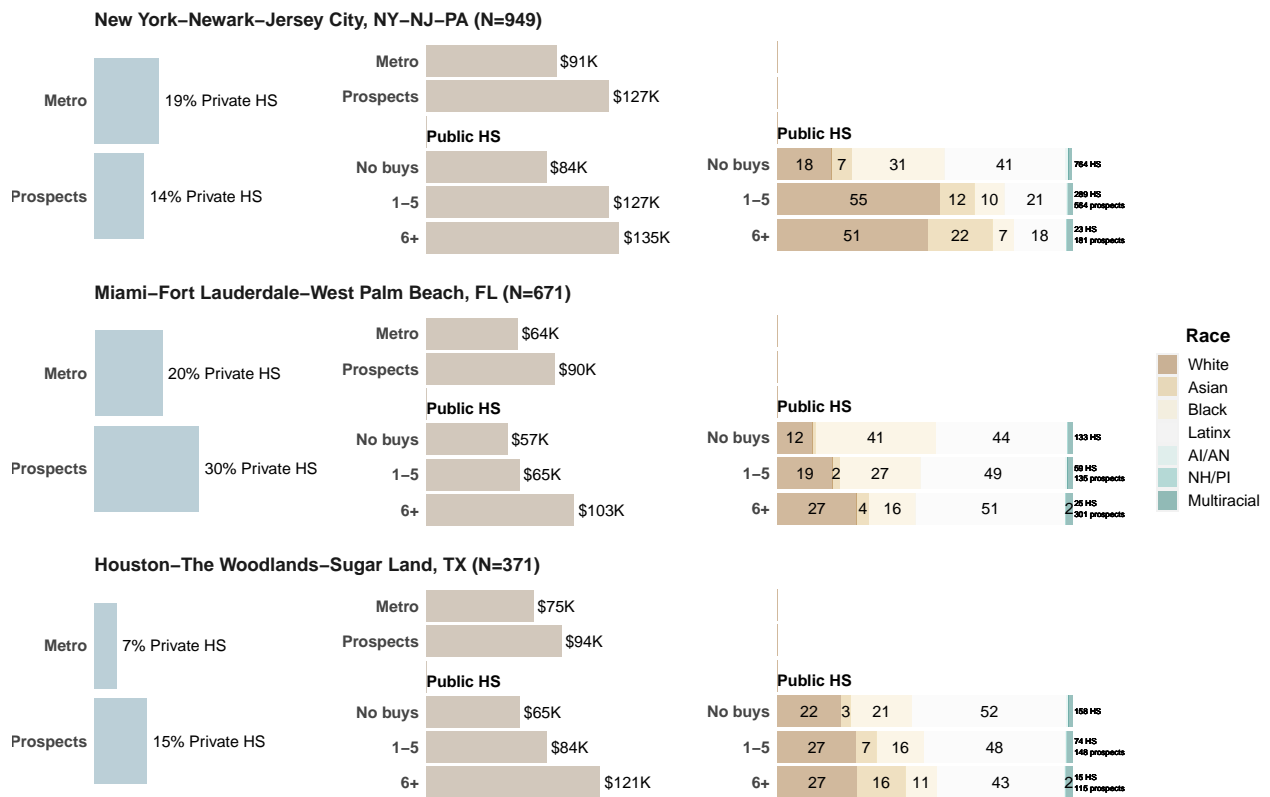 New York–Newark–Jersey City, NY–NJ–PA (N=949)
Metro
19% Private HS
Prospects
14% Private HS
Metro
$91K
Prospects
$127K
Public HS
No buys
$84K
1–5
$127K
6+
$135K
Public HS
No buys
18
7
31
41
764 HS
1–5
55
12
10
21
289 HS
584 prospects
6+
51
22
7
18
23 HS
181 prospects
Miami–Fort Lauderdale–West Palm Beach, FL (N=671)
Metro
20% Private HS
Prospects
30% Private HS
Metro
$64K
Prospects
$90K
Public HS
No buys
$57K
1–5
$65K
6+
$103K
Public HS
No buys
12
41
44
133 HS
1–5
19
2
27
49
HS
135 prospects
6+
27
4
16
51
2
25 HS
301 prospects
Race
White
Asian
Black
Latinx
AI/AN
NH/PI
Multiracial
Houston–The Woodlands–Sugar Land, TX (N=371)
Metro
7% Private HS
Prospects
15% Private HS
Metro
$75K
Prospects
$94K
Public HS
No buys
$65K
1–5
$84K
6+
$121K
Public HS
No buys
22
3
21
52
158 HS
1–5
27
7
16
48
74 HS
148 prospects
6+
27
16
11
43
2
15 HS
115 prospects